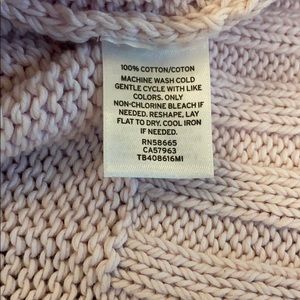 100% COTTON/COTON
MACHINE WASH COLD
GENTLE CYCLE WITH LIKE
COLORS. ONLY
NON-CHLORINE BLEACH IF
NEEDED. RESHAPE, LAY
FLAT TO DRY. COOL IRON
IF NEEDED.
RN58665
CA57963
TB408616MI